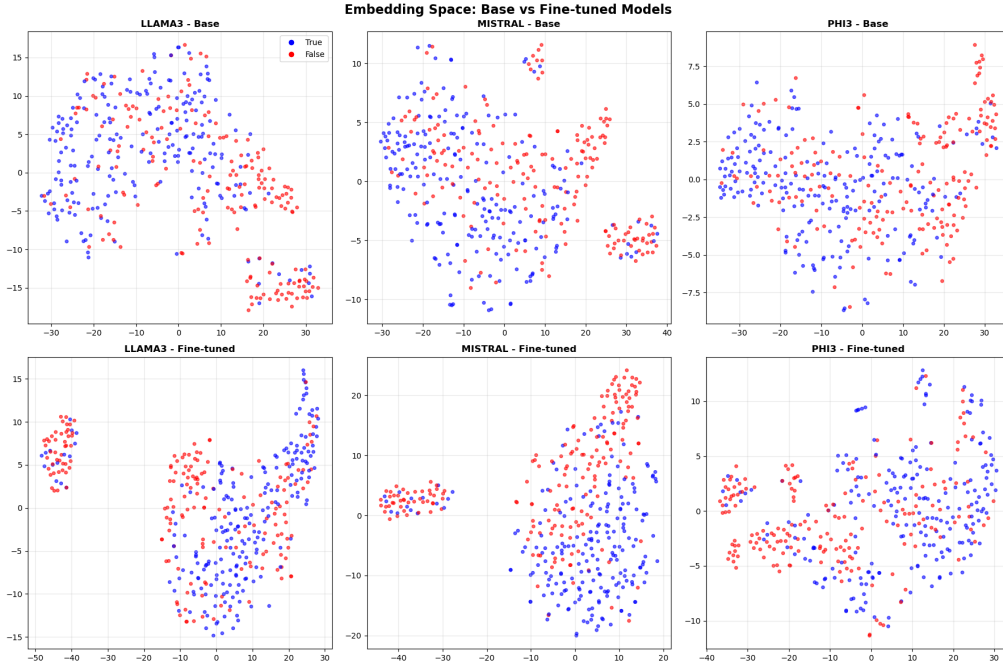 Embedding Space: Base vs Fine-tuned Models
LLAMA3 - Base
True
False
15
10
5
0
−5
−10
−15
−30 −20 −10 0 10 20 30
MISTRAL - Base
10
5
0
−5
−10
−30 −20 −10 0 10 20 30 40
PHI3 - Base
7.5
5.0
2.5
0.0
−2.5
−5.0
−7.5
−30 −20 −10 0 10 20 30
LLAMA3 - Fine-tuned
15
10
5
0
−5
−10
−15
−50 −40 −30 −20 −10 0 10 20 30
MISTRAL - Fine-tuned
20
10
0
−10
−20
−40 −30 −20 −10 0 10 20
PHI3 - Fine-tuned
10
5
0
−5
−10
−40 −30 −20 −10 0 10 20 30